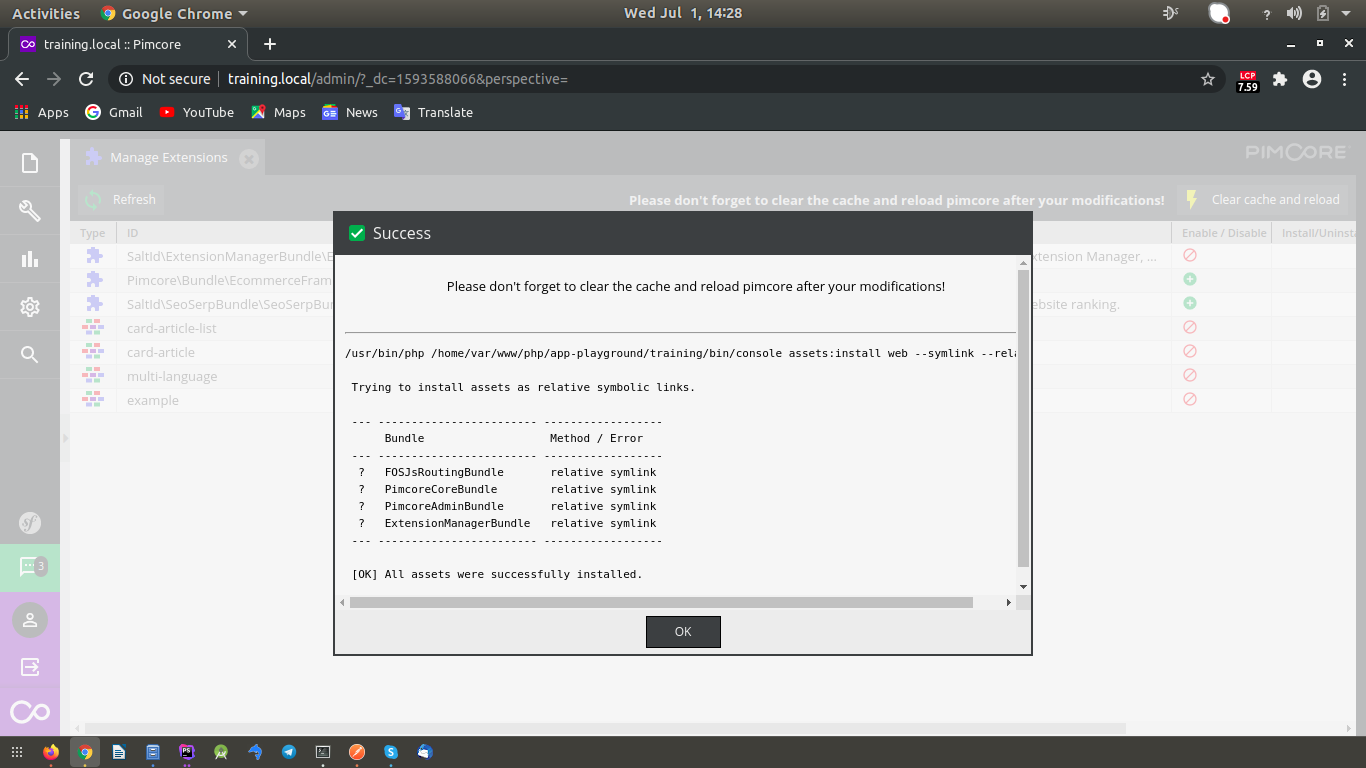 Activities Google Chrome Wed Jul 1, 14:28 ?
training.local :: Pimcore
Not secure training.local/admin/?_dc=1593588066&perspective= LCP 7.59
Apps Gmail YouTube Maps News Translate
Manage Extensions PIMCORE
Refresh Please don't forget to clear the cache and reload pimcore after your modifications! Clear cache and reload
Type ID Enable / Disable Install/Uninsta
SaltId\ExtensionManagerBundle\E xtension Manager, ...
Pimcore\Bundle\EcommerceFram
SaltId\SeoSerpBundle\SeoSerpBun ebsite ranking.
card-article-list
card-article
multi-language
example
Success
Please don't forget to clear the cache and reload pimcore after your modifications!
/usr/bin/php /home/var/www/php/app-playground/training/bin/console assets:install web --symlink --rela
Trying to install assets as relative symbolic links.
--- ------------------------ ------------------
Bundle Method / Error
--- ------------------------ ------------------
? FOSJsRoutingBundle relative symlink
? PimcoreCoreBundle relative symlink
? PimcoreAdminBundle relative symlink
? ExtensionManagerBundle relative symlink
--- ------------------------ ------------------
[OK] All assets were successfully installed.
OK
sf
3